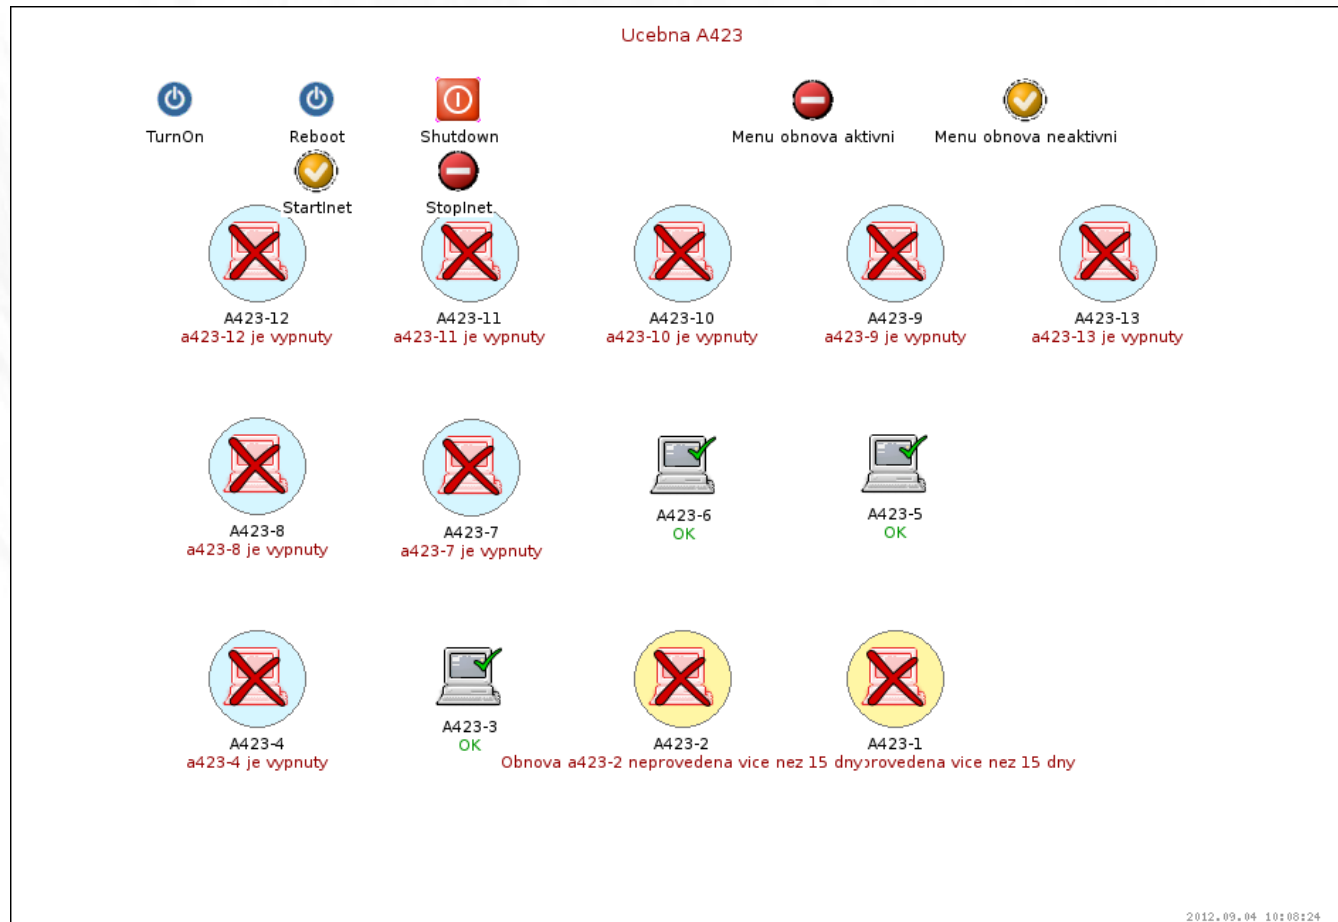 Ucebna A423
TurnOn
Reboot
Shutdown
Menu obnova aktivni
Menu obnova neaktivni
StartInet
StopInet
A423-12
a423-12 je vypnuty
A423-11
a423-11 je vypnuty
A423-10
a423-10 je vypnuty
A423-9
a423-9 je vypnuty
A423-13
a423-13 je vypnuty
A423-8
a423-8 je vypnuty
A423-7
a423-7 je vypnuty
A423-6
OK
A423-5
OK
A423-4
a423-4 je vypnuty
A423-3
OK
A423-2
Obnova a423-2 neprovedena vice nez 15 dny
A423-1
vice nez 15 dny
2012.09.04 10:08:24